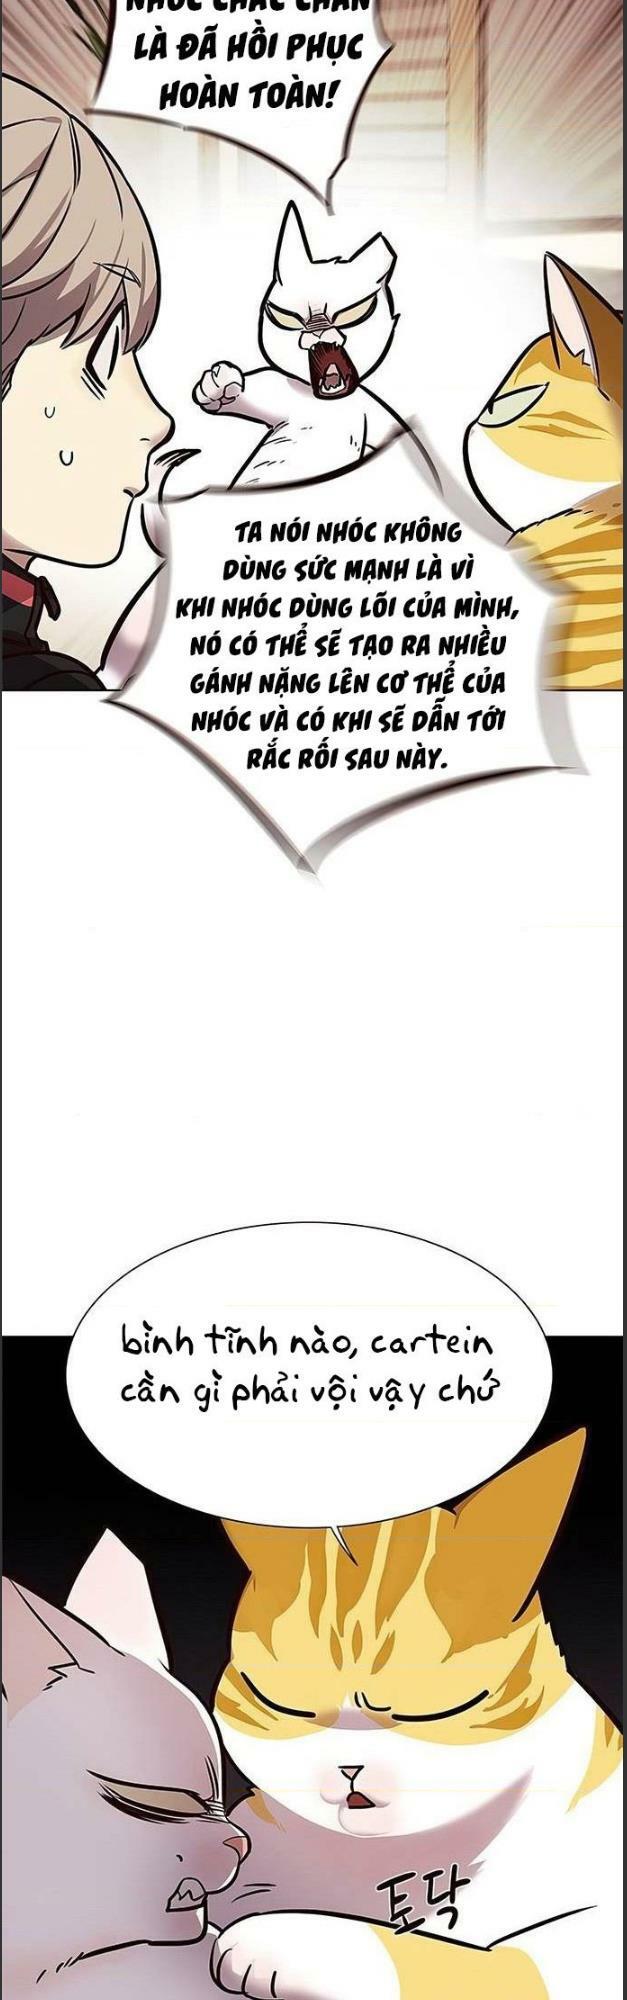 NHÓC CHẮC CHẮN
LÀ ĐÃ HỒI PHỤC
HOÀN TOÀN!
TA NÓI NHÓC KHÔNG
DÙNG SỨC MẠNH LÀ VÌ
KHI NHÓC DÙNG LÕI CỦA MÌNH,
NÓ CÓ THỂ SẼ TẠO RA NHIỀU
GÁNH NẶNG LÊN CƠ THỂ CỦA
NHÓC VÀ CÓ KHI SẼ DẪN TỚI
RẮC RỐI SAU NÀY.
bình tĩnh nào, cartein
cần gì phải vội vậy chứ
토닥